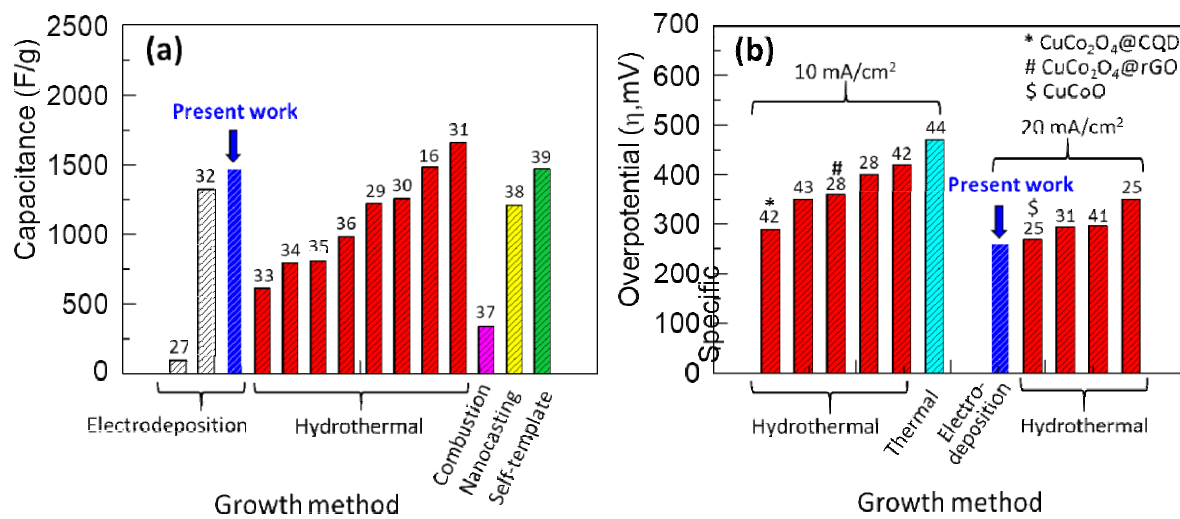 (a)
Capacitance (F/g)
2500
2000
1500
1000
500
0
Present work
27
32
33
34
35
36
29
30
16
31
37
38
39
Electrodeposition
Hydrothermal
Combustion
Nanocasting
Self-template
Growth method
(b)
Specific
Overpotential (η,mV)
700
600
500
400
300
200
100
0
* CuCo₂O₄@CQD
# CuCo₂O₄@rGO
$ CuCoO
10 mA/cm²
20 mA/cm²
Present work
*
42
43
#
28
28
42
44
$
25
31
41
25
Hydrothermal
Thermal
Electro-
deposition
Hydrothermal
Growth method